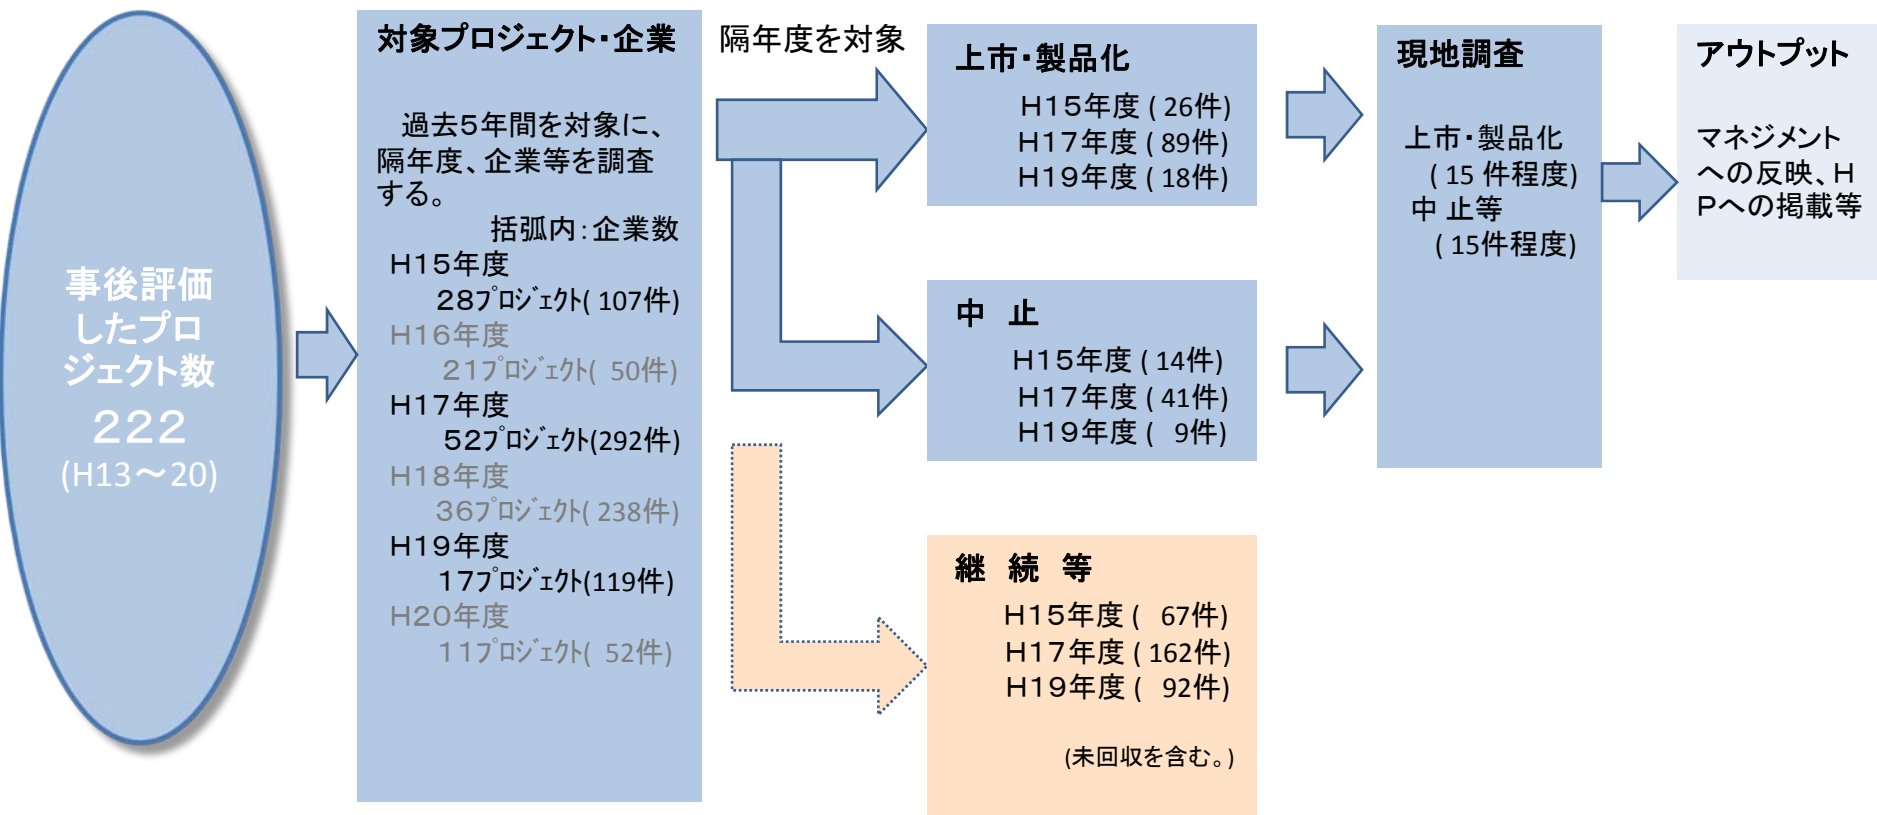 事後評価
したプロ
ジェクト数
２２２
(H13～20)
対象プロジェクト・企業
過去５年間を対象に、
隔年度、企業等を調査
する。
括弧内：企業数
Ｈ１５年度
２８ﾌﾟﾛｼﾞｪｸﾄ( 107件)
Ｈ１６年度
２１ﾌﾟﾛｼﾞｪｸﾄ( 50件)
Ｈ１７年度
５２ﾌﾟﾛｼﾞｪｸﾄ(292件)
Ｈ１８年度
３６ﾌﾟﾛｼﾞｪｸﾄ( 238件)
Ｈ１９年度
１７ﾌﾟﾛｼﾞｪｸﾄ(119件)
Ｈ２０年度
１１ﾌﾟﾛｼﾞｪｸﾄ( 52件)
隔年度を対象
上市・製品化
Ｈ１５年度 ( 26件)
Ｈ１７年度 ( 89件)
Ｈ１９年度 ( 18件)
中　止
Ｈ１５年度 ( 14件)
Ｈ１７年度 ( 41件)
Ｈ１９年度 ( 9件)
継　続　等
Ｈ１５年度 ( 67件)
Ｈ１７年度 ( 162件)
Ｈ１９年度 ( 92件)
(未回収を含む。)
現地調査
上市・製品化
( 15 件程度)
中 止等
( 15件程度)
アウトプット
マネジメント
への反映、Ｈ
Ｐへの掲載等